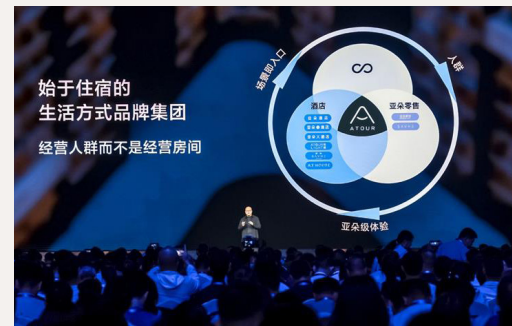 始于住宿的
生活方式品牌集团
经营人群而不是经营房间
场景即入口
人群
酒店
亚朵零售
ATOUR
亚朵级体验